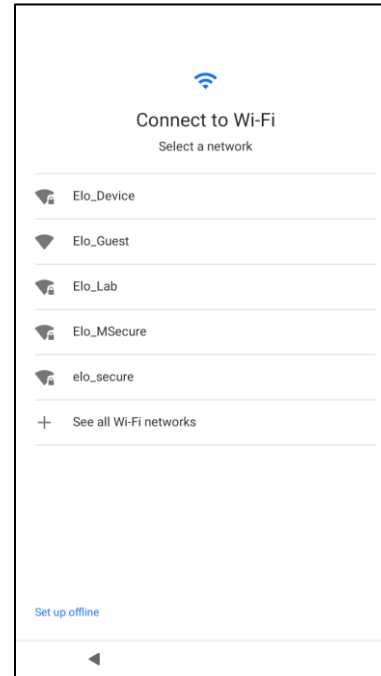 Connect to Wi-Fi
Select a network
Elo_Device
Elo_Guest
Elo_Lab
Elo_MSecure
elo_secure
See all Wi-Fi networks
Set up offline